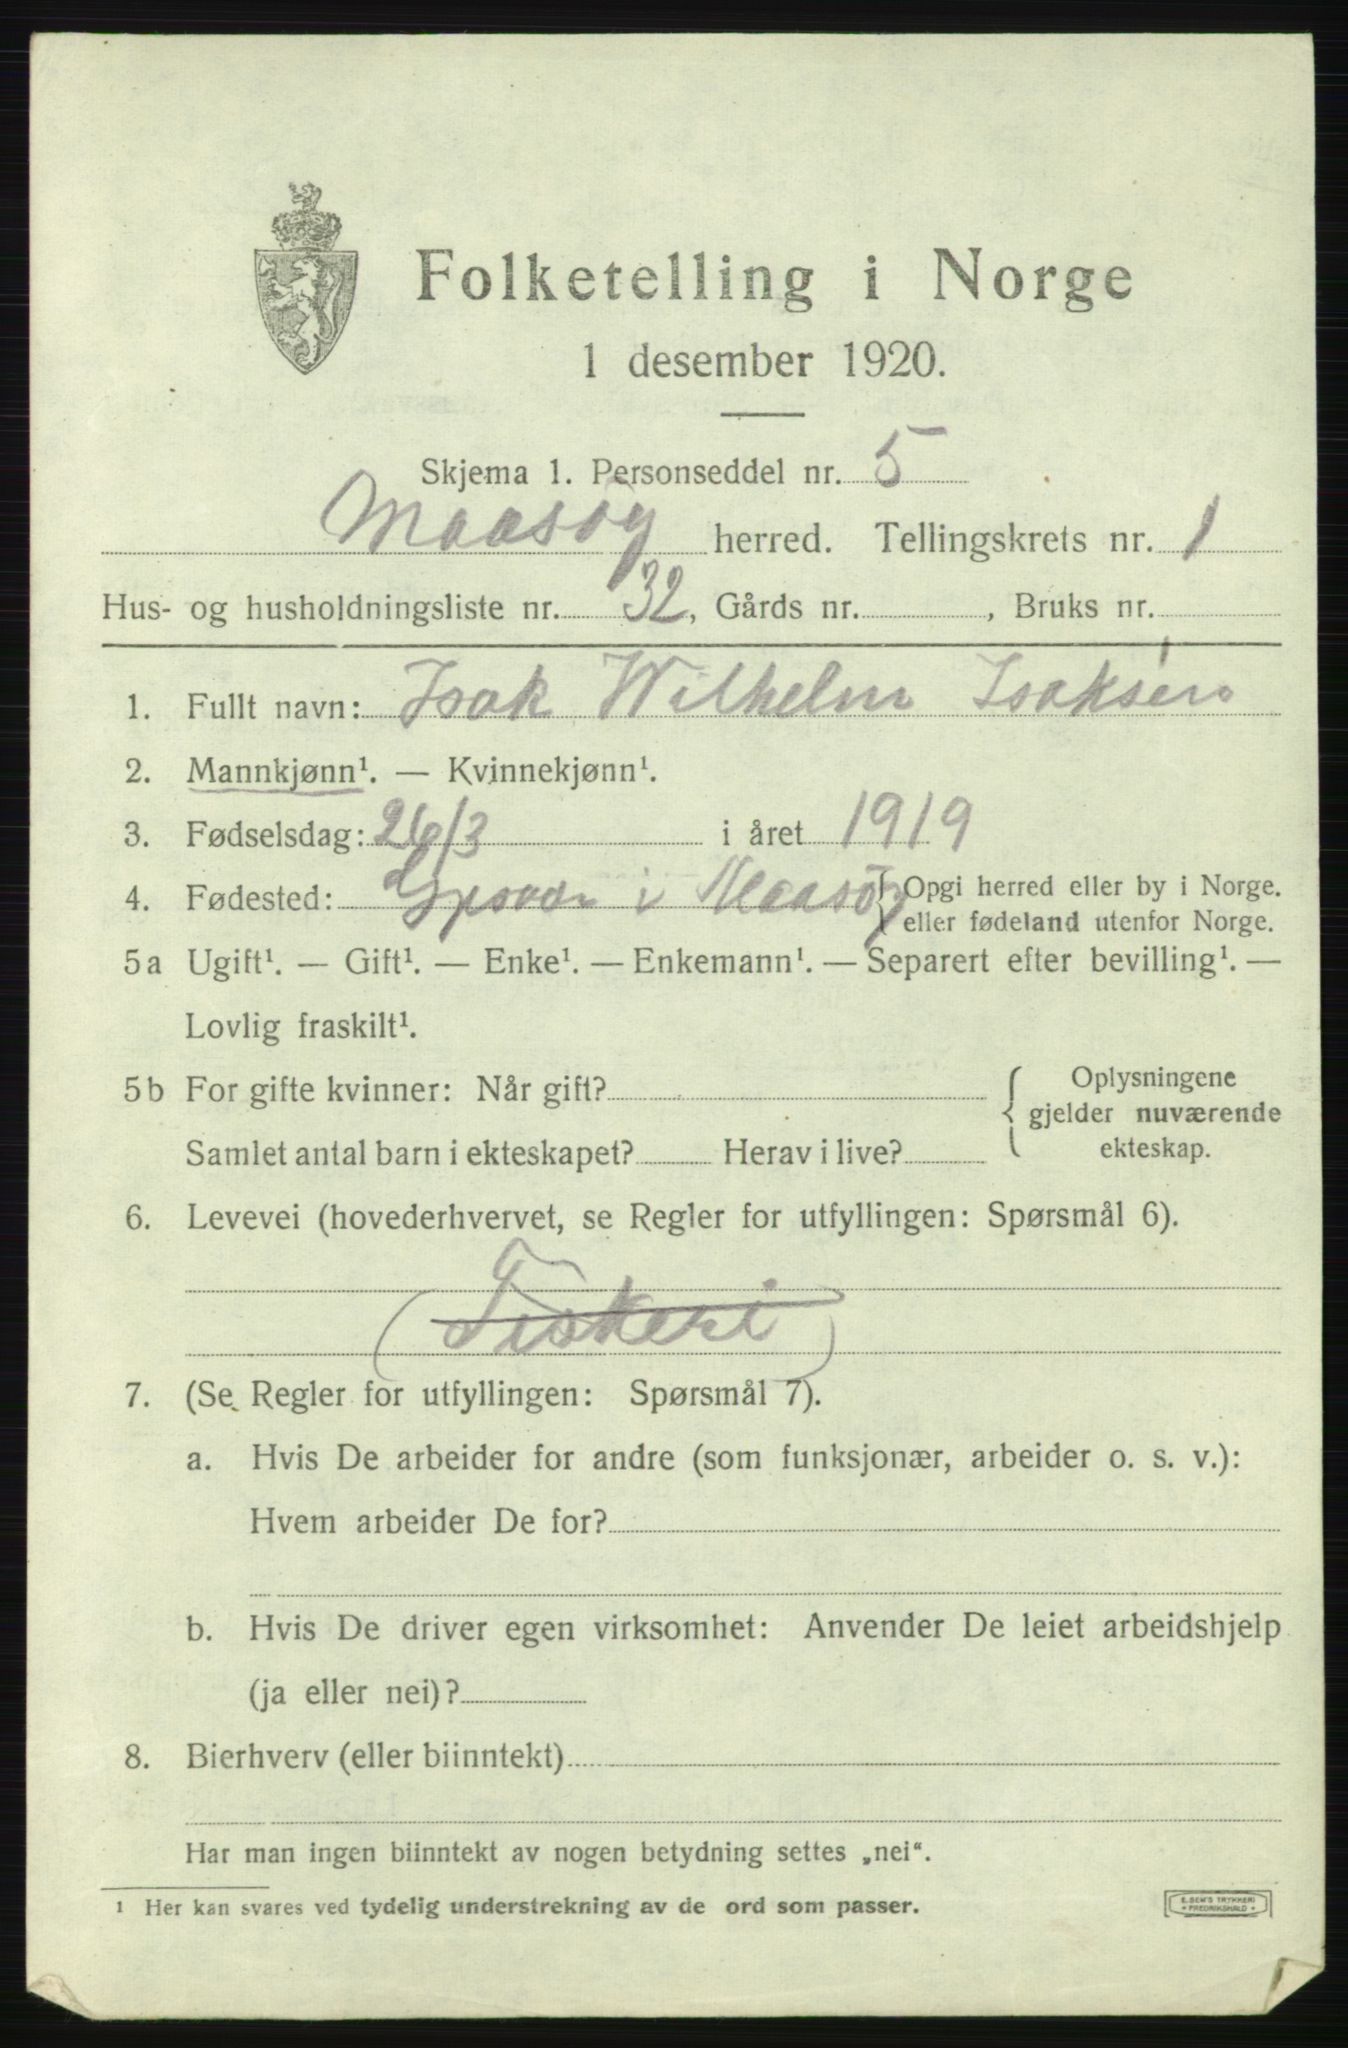 Folketelling i Norge
1 desember 1920.
Skjema 1. Personseddel nr. 5
Maasøy herred. Tellingskrets nr. 1
Hus- og husholdningsliste nr. 32, Gårds nr. , Bruks nr.
1. Fullt navn: Isak Wilhelm Isaksen
2. Mannkjønn¹. — Kvinnekjønn¹.
3. Fødselsdag: 26/3 i året 1919
4. Fødested: i Maasøy { Opgi herred eller by i Norge.
eller fødeland utenfor Norge.
5a Ugift¹. — Gift¹. — Enke¹. — Enkemann¹. — Separert efter bevilling¹. —
Lovlig fraskilt¹.
5b For gifte kvinner: Når gift? { Oplysningene
gjelder nuværende
Samlet antal barn i ekteskapet? Herav i live? ekteskap.
6. Levevei (hovederhvervet, se Regler for utfyllingen: Spørsmål 6).
(Fiskeri)
7. (Se Regler for utfyllingen: Spørsmål 7).
a. Hvis De arbeider for andre (som funksjonær, arbeider o. s. v.):
Hvem arbeider De for?
b. Hvis De driver egen virksomhet: Anvender De leiet arbeidshjelp
(ja eller nei)?
8. Bierhverv (eller biinntekt)
Har man ingen biinntekt av nogen betydning settes „nei“.
¹ Her kan svares ved tydelig understrekning av de ord som passer.
E. SEM'S TRYKKERI
* FREDRIKSHALD *